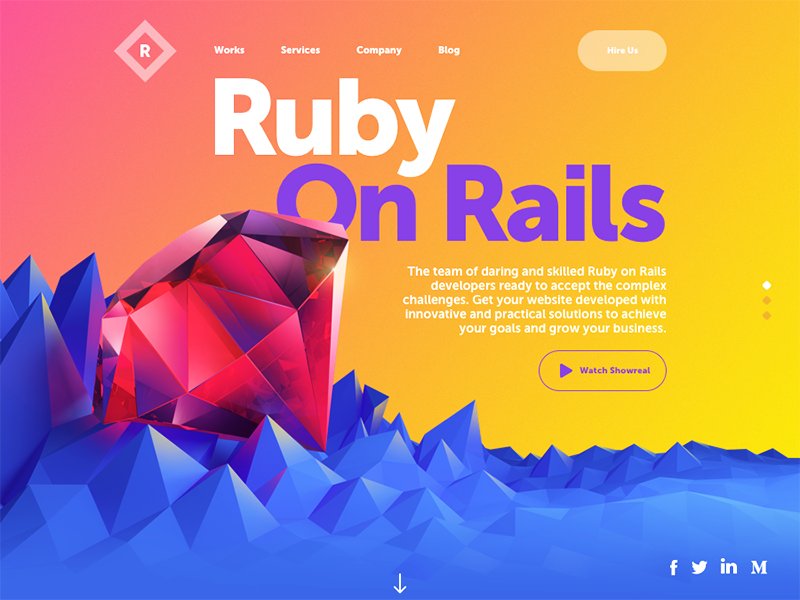 R
Works Services Company Blog Hire Us
Ruby
On Rails
The team of daring and skilled Ruby on Rails
developers ready to accept the complex
challenges. Get your website developed with
innovative and practical solutions to achieve
your goals and grow your business.
Watch Showreal
f in M